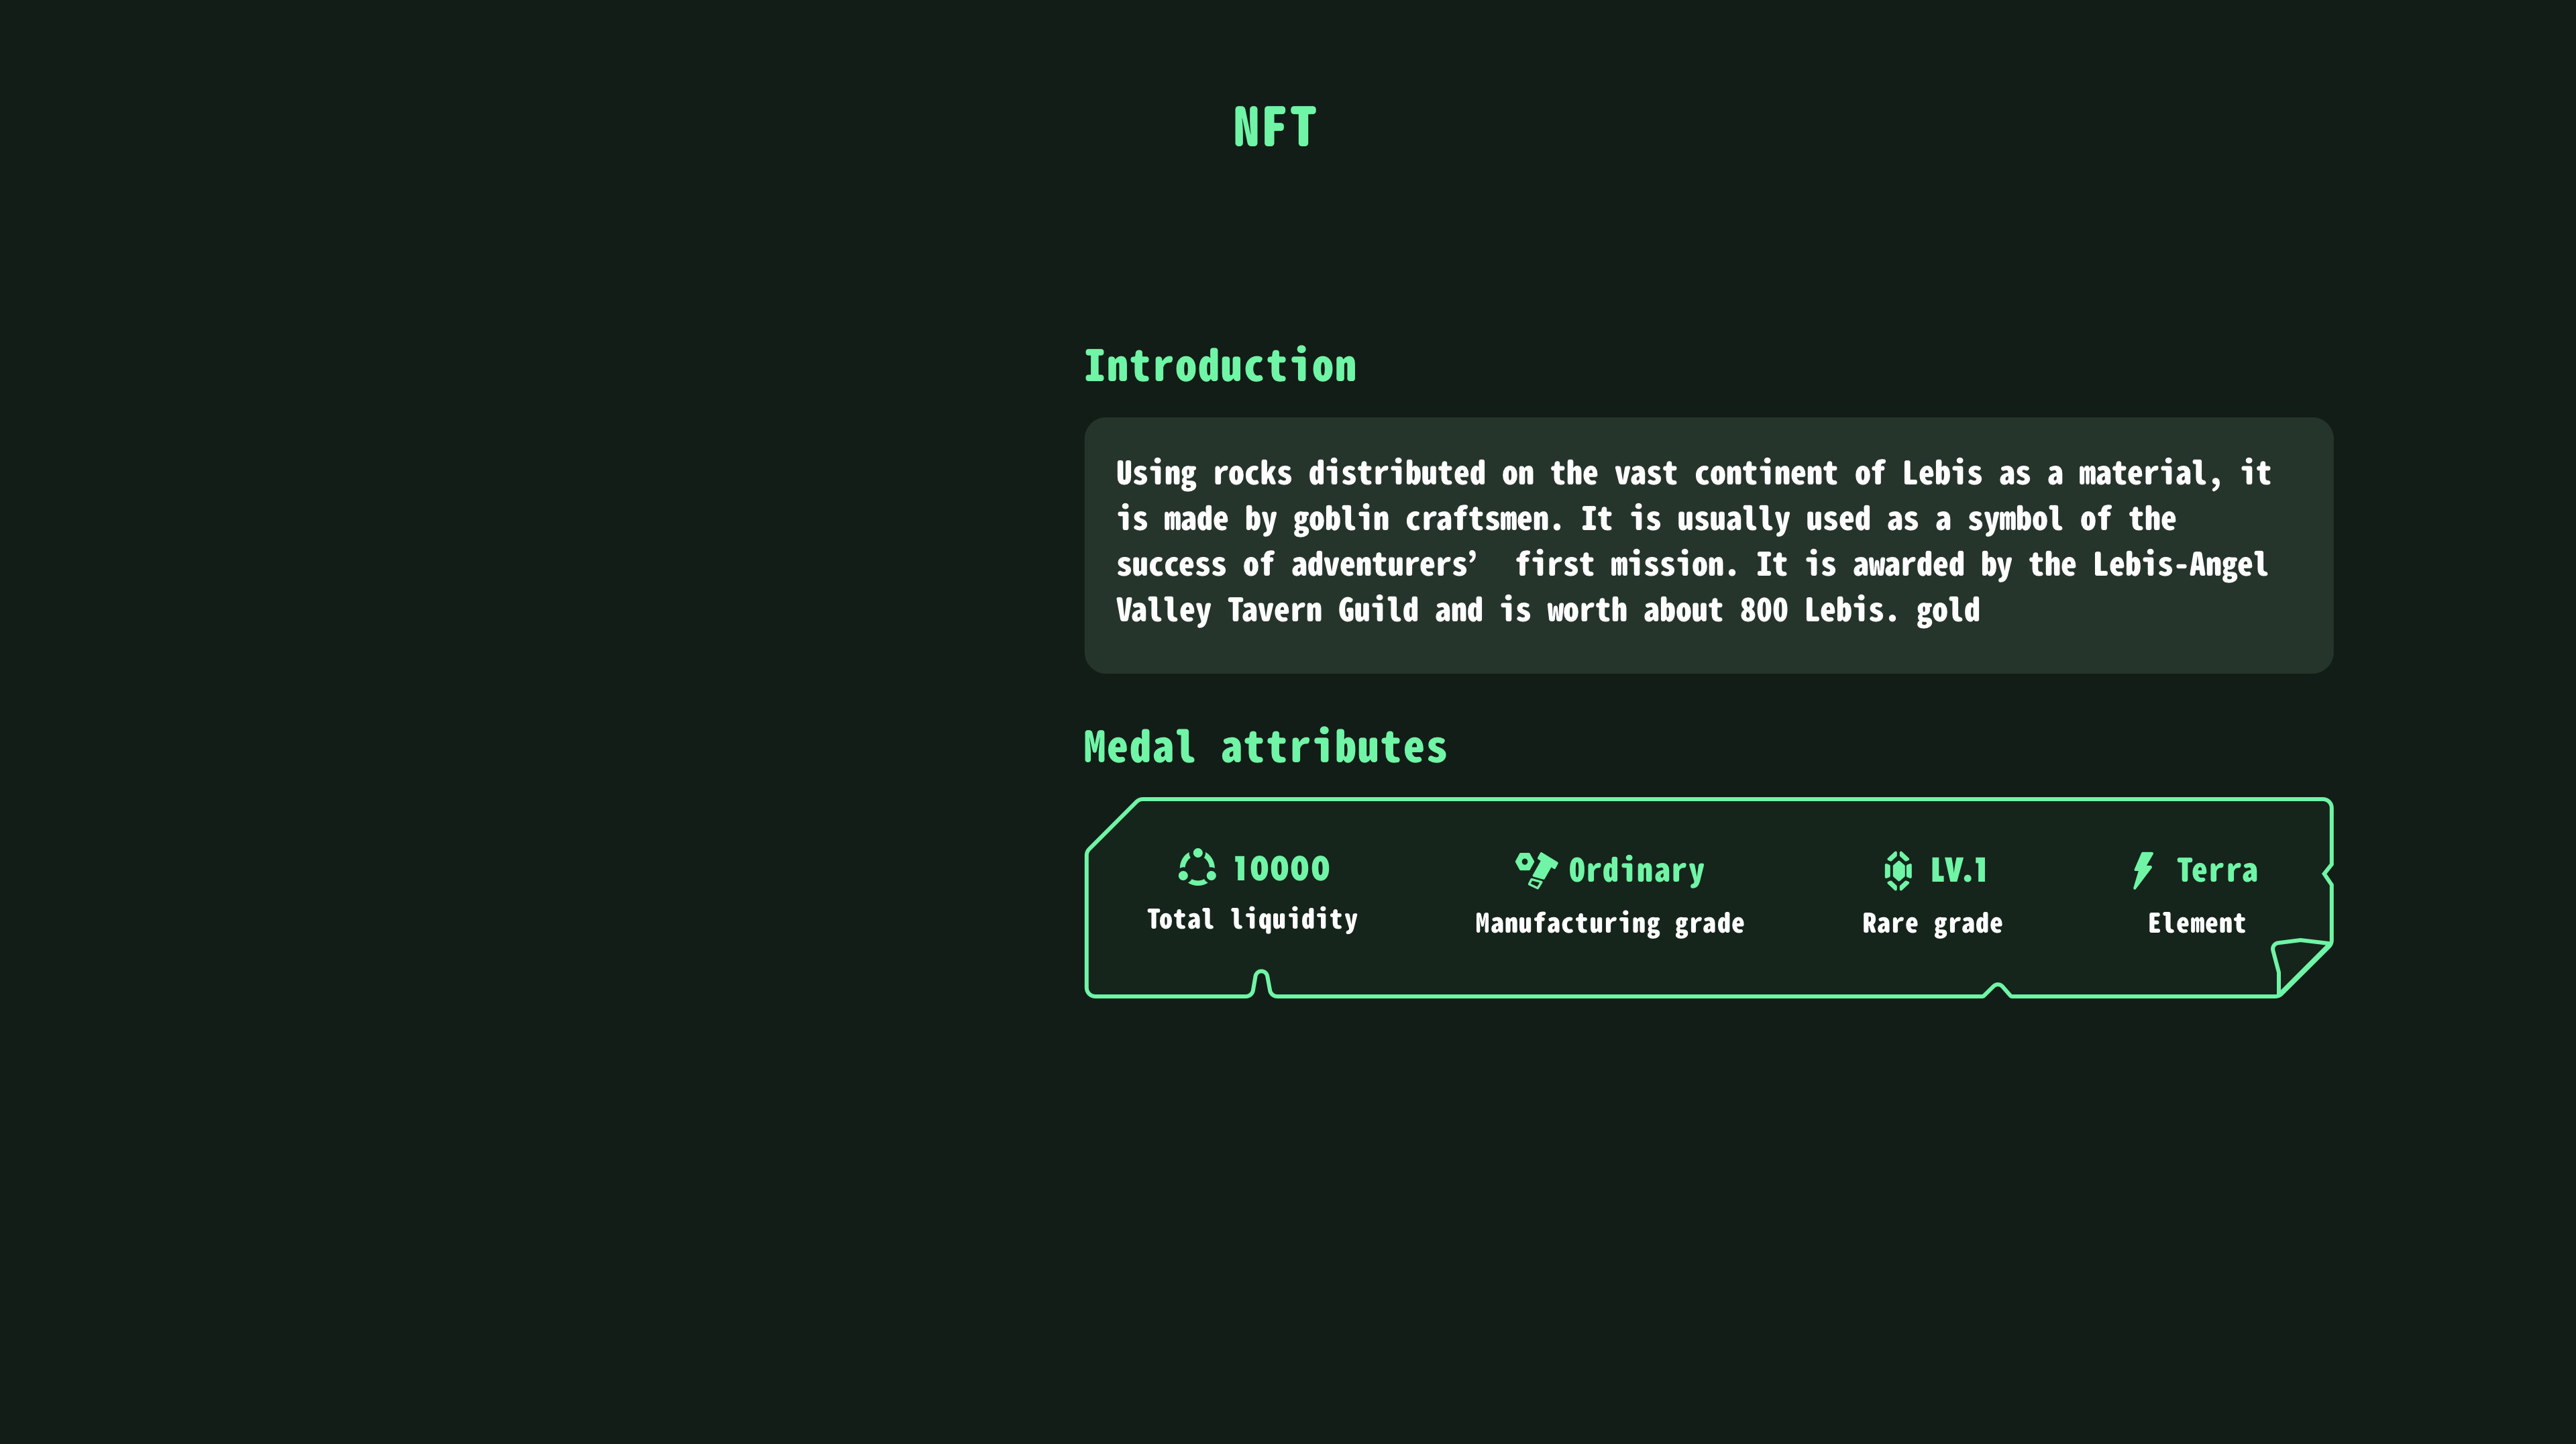 NFT
Introduction
Using rocks distributed on the vast continent of Lebis as a material, it
is made by goblin craftsmen. It is usually used as a symbol of the
success of adventurers’  first mission. It is awarded by the Lebis-Angel
Valley Tavern Guild and is worth about 800 Lebis. gold
Medal attributes
10000 Ordinary LV.1 Terra
Total liquidity Manufacturing grade Rare grade Element